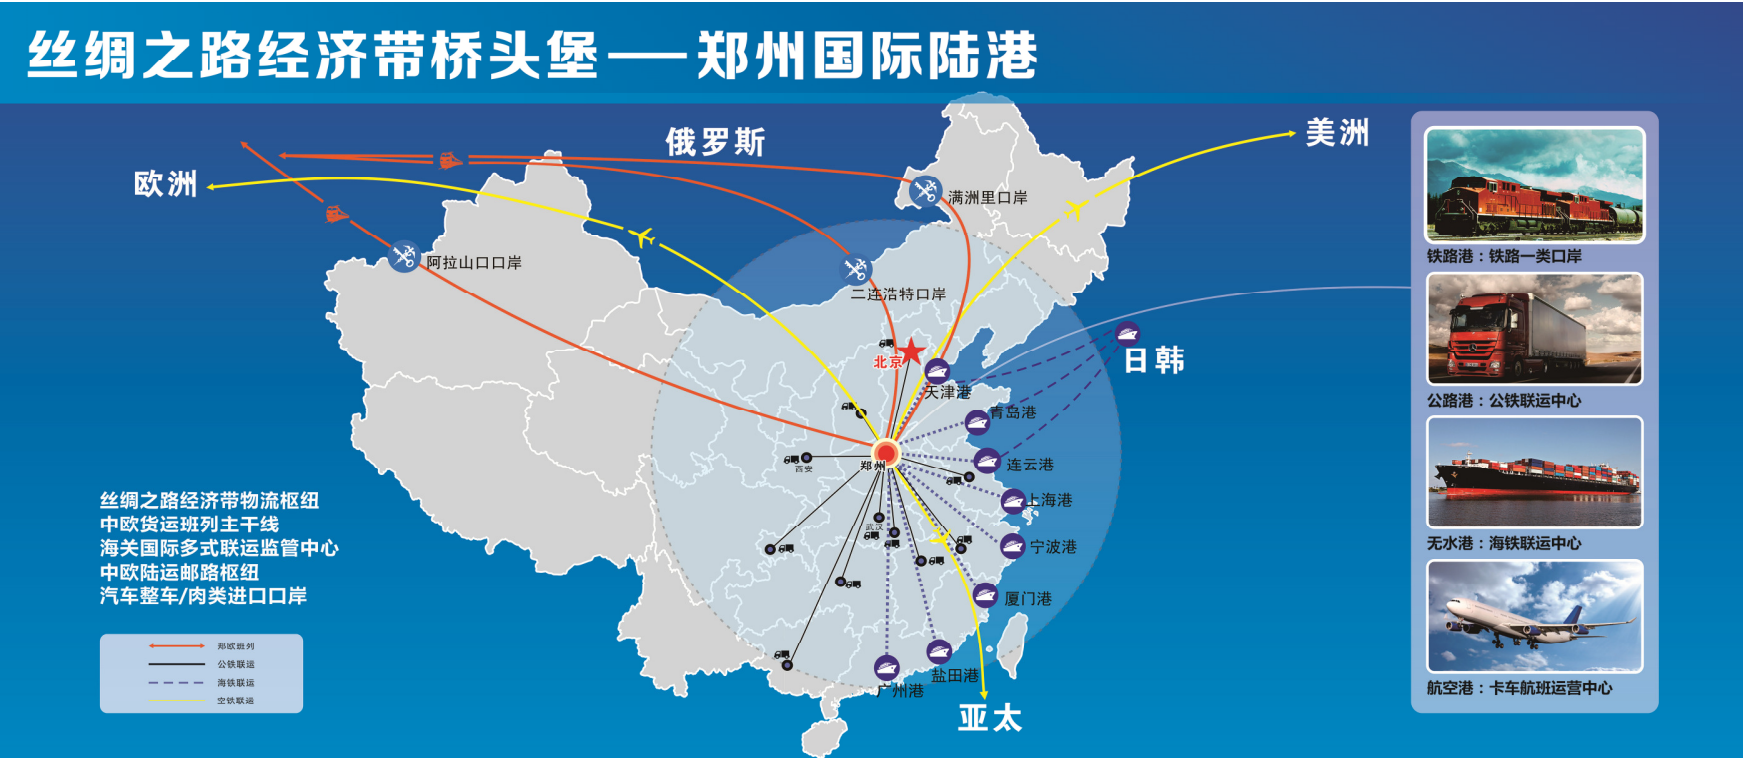 丝绸之路经济带桥头堡——郑州国际陆港
俄罗斯
美洲
欧洲
满洲里口岸
阿拉山口口岸
二连浩特口岸
北京
天津港
日韩
青岛港
郑州
西安
连云港
上海港
武汉
宁波港
厦门港
盐田港
广州港
亚太
丝绸之路经济带物流枢纽
中欧货运班列主干线
海关国际多式联运监管中心
中欧陆运邮路枢纽
汽车整车/肉类进口口岸
郑欧班列
公铁联运
海铁联运
空铁联运
铁路港：铁路一类口岸
公路港：公铁联运中心
无水港：海铁联运中心
航空港：卡车航班运营中心